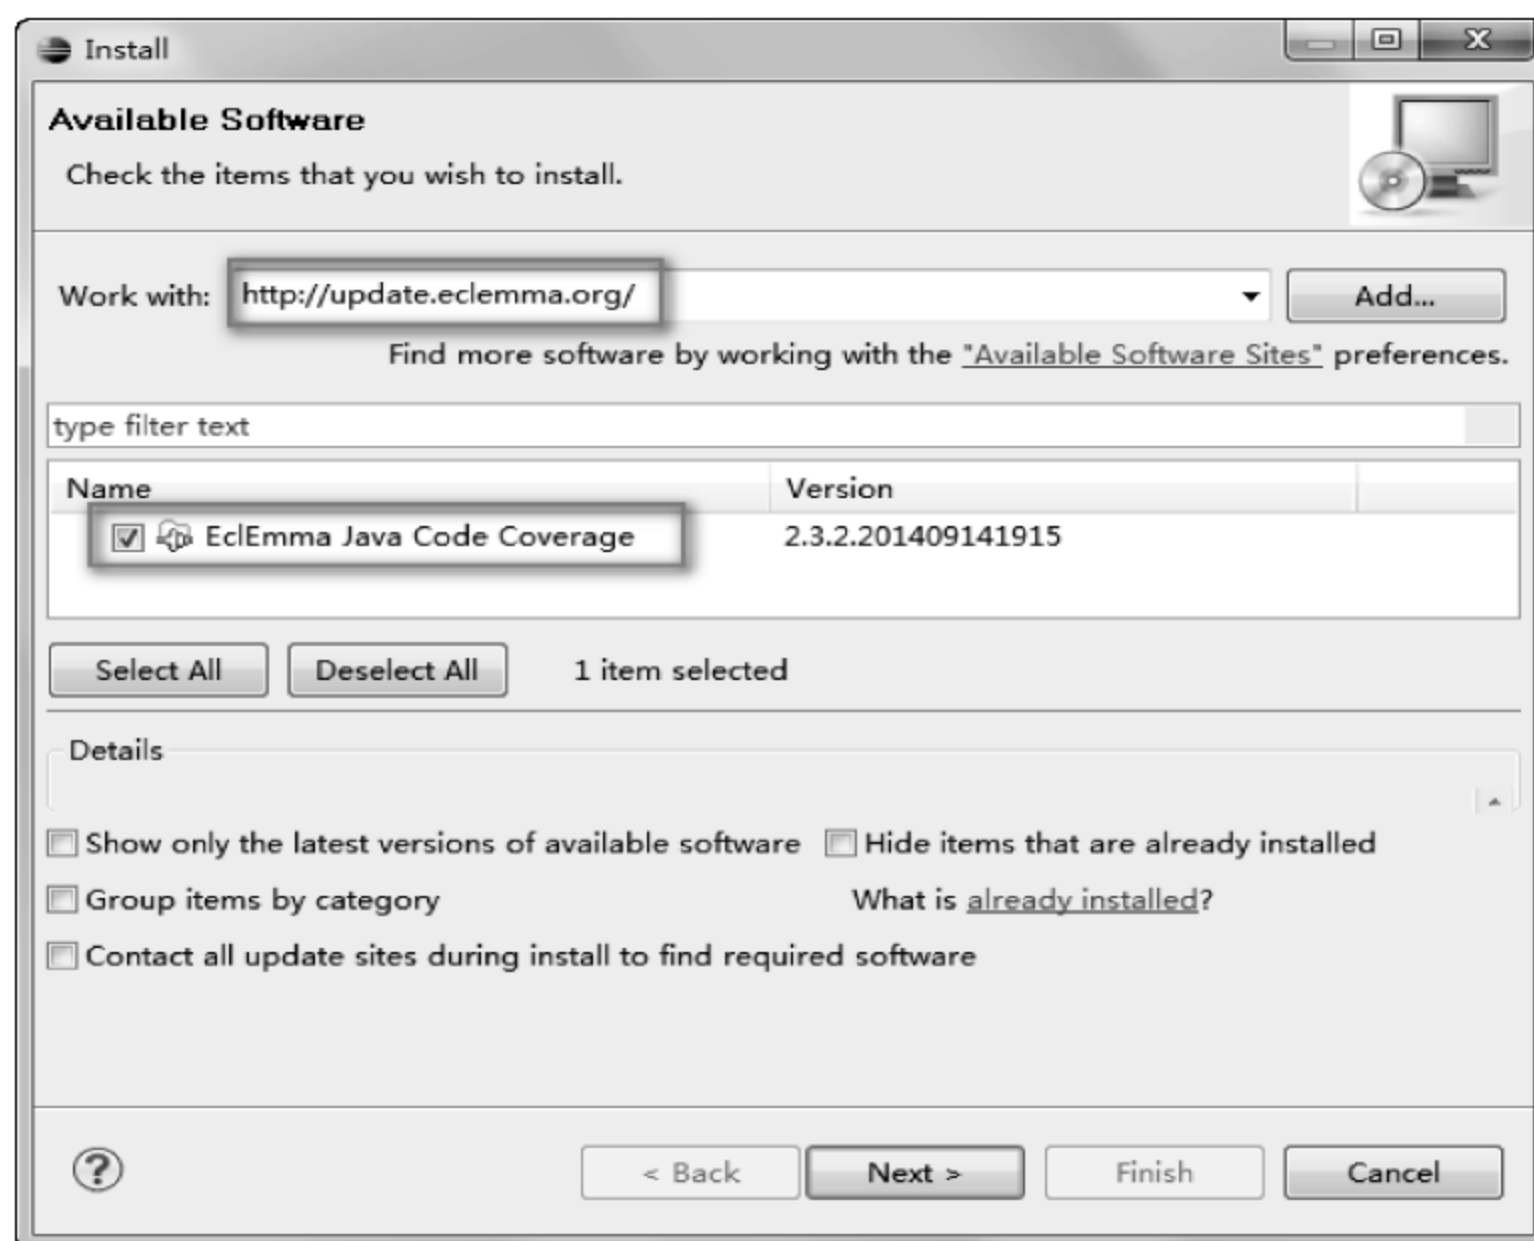 Install
Available Software
Check the items that you wish to install.
Work with: http://update.eclemma.org/ Add...
Find more software by working with the "Available Software Sites" preferences.
type filter text
Name Version
EclEmma Java Code Coverage 2.3.2.201409141915
Select All Deselect All 1 item selected
Details
Show only the latest versions of available software Hide items that are already installed
Group items by category What is already installed?
Contact all update sites during install to find required software
? < Back Next > Finish Cancel